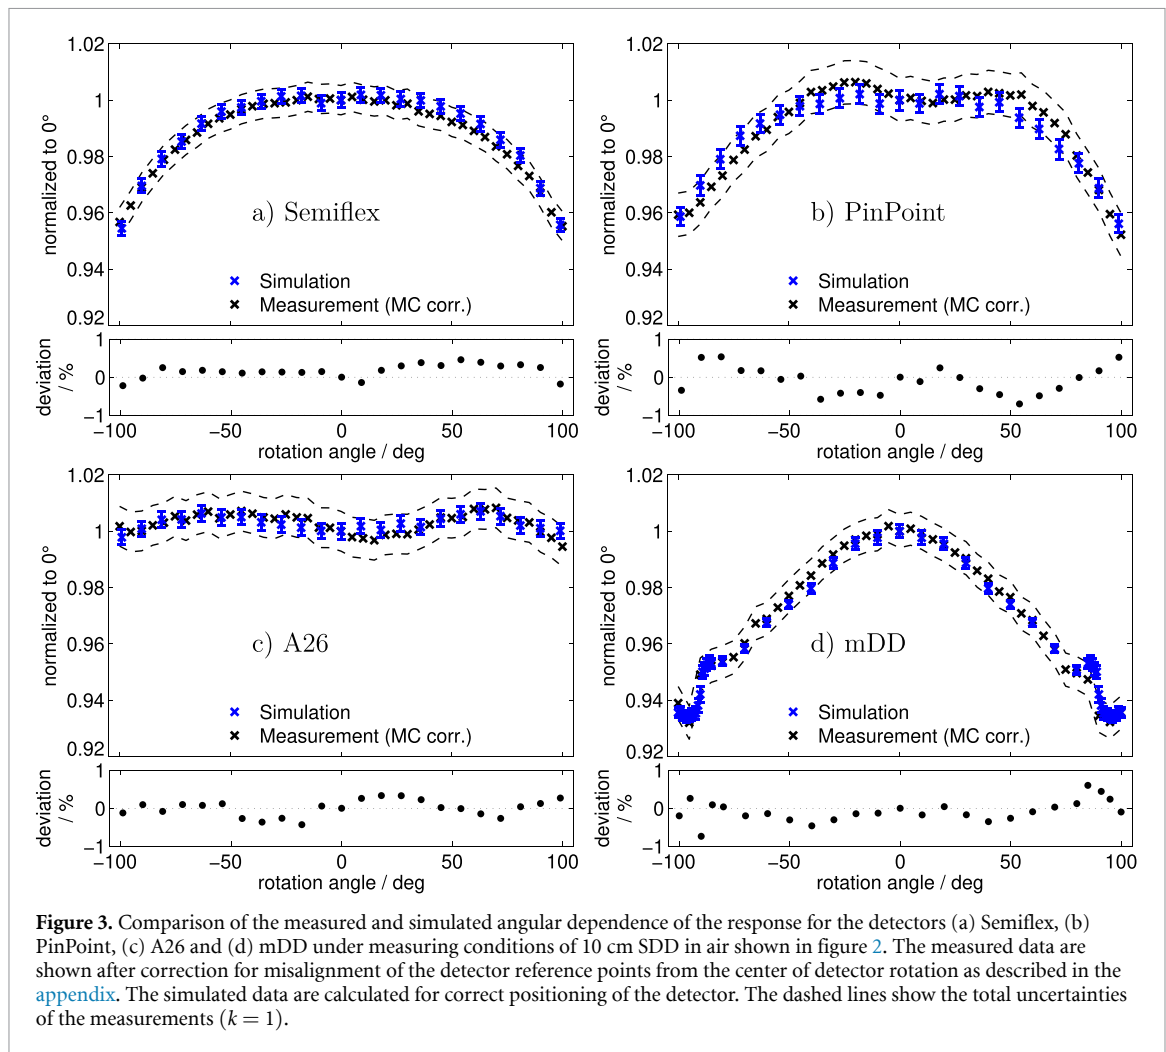 1.02
1
0.98
0.96
0.94
0.92
normalized to 0°
a) Semiflex
Simulation
Measurement (MC corr.)
1
0
−1
deviation
/ %
−100 −50 0 50 100
rotation angle / deg
1.02
1
0.98
0.96
0.94
0.92
normalized to 0°
b) PinPoint
Simulation
Measurement (MC corr.)
1
0
−1
deviation
/ %
−100 −50 0 50 100
rotation angle / deg
1.02
1
0.98
0.96
0.94
0.92
normalized to 0°
c) A26
Simulation
Measurement (MC corr.)
1
0
−1
deviation
/ %
−100 −50 0 50 100
rotation angle / deg
1.02
1
0.98
0.96
0.94
0.92
normalized to 0°
d) mDD
Simulation
Measurement (MC corr.)
1
0
−1
deviation
/ %
−100 −50 0 50 100
rotation angle / deg
Figure 3. Comparison of the measured and simulated angular dependence of the response for the detectors (a) Semiflex, (b)
PinPoint, (c) A26 and (d) mDD under measuring conditions of 10 cm SDD in air shown in figure 2. The measured data are
shown after correction for misalignment of the detector reference points from the center of detector rotation as described in the
appendix. The simulated data are calculated for correct positioning of the detector. The dashed lines show the total uncertainties
of the measurements (k = 1).